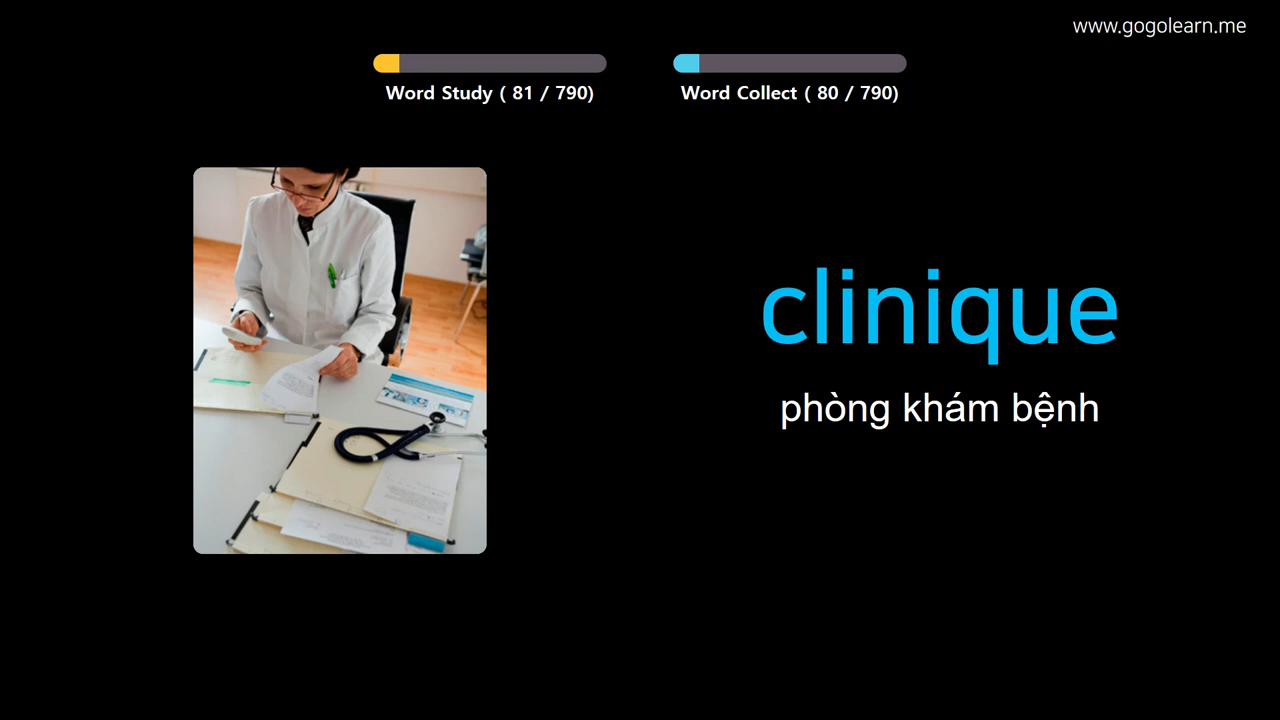 www.gogolearn.me
Word Study ( 81 / 790)
Word Collect ( 80 / 790)
clinique
phòng khám bệnh